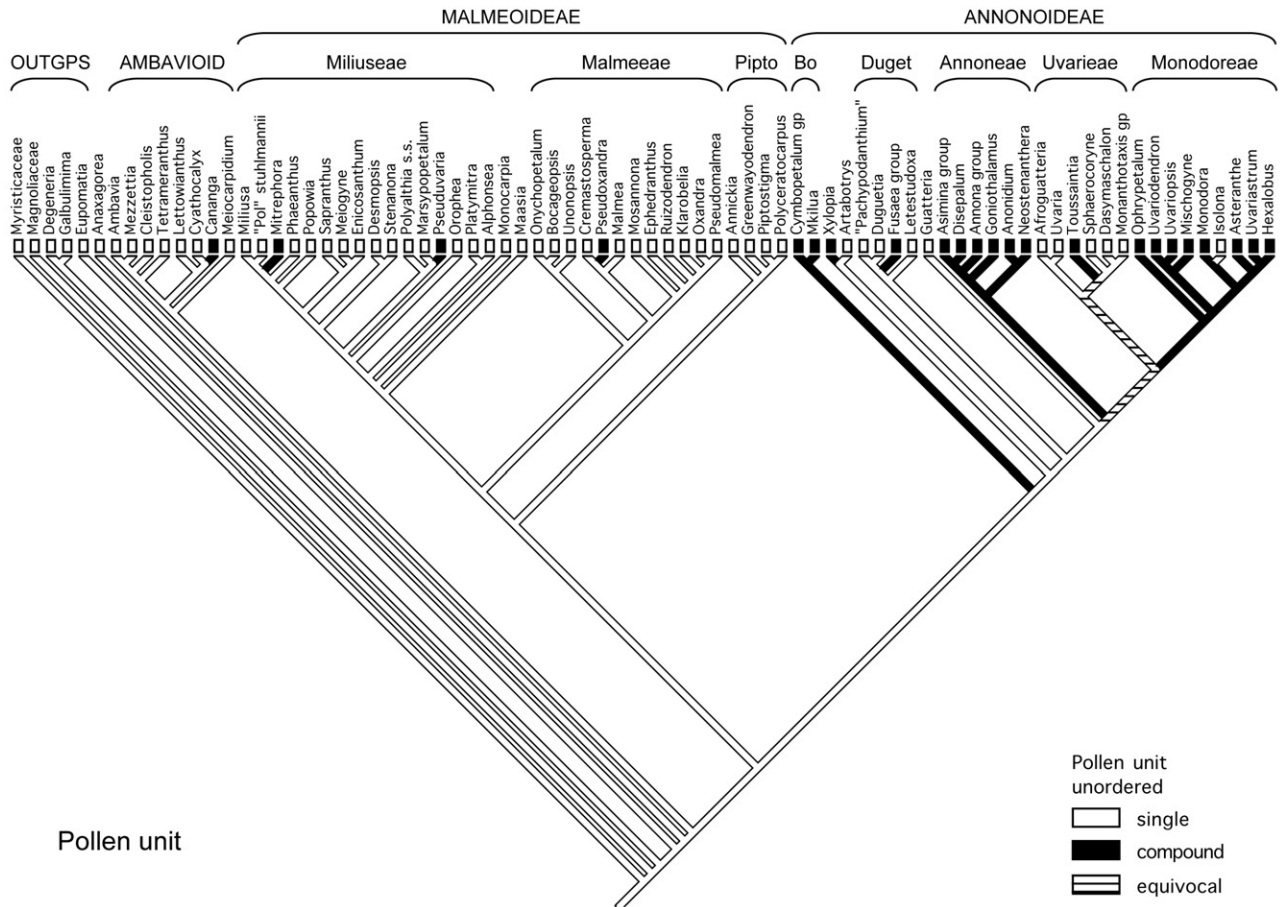 MALMEOIDEAE
ANNONOIDEAE
OUTGPS
AMBAVIOID
Miliuseae
Malmeeae
Pipto
Bo
Duget
Annoneae
Uvarieae
Monodoreae
Myristicaceae
Magnoliaceae
Degeneria
Galbulimima
Eupomatia
Anaxagorea
Ambavia
Mezzettia
Cleistopholis
Tetrameranthus
Lettowianthus
Cyathocalyx
Cananga
Meiocarpidium
Miliusa
"Pol" stuhlmannii
Mitrephora
Phaeanthus
Popowia
Sapranthus
Meiogyne
Enicosanthum
Desmopsis
Stenanona
Polyalthia s.s.
Marsypopetalum
Pseuduvaria
Orophea
Platymitra
Alphonsea
Monocarpia
Maasia
Onychopetalum
Bocageopsis
Unonopsis
Cremastosperma
Pseudoxandra
Malmea
Mosannona
Ephedranthus
Ruizodendron
Klarobelia
Oxandra
Pseudomalmea
Annickia
Greenwayodendron
Piptostigma
Polyceratocarpus
Cymbopetalum gp
Mkilua
Xylopia
Artabotrys
"Pachypodanthium"
Duguetia
Fusaea group
Letestudoxa
Guatteria
Asimina group
Disepalum
Annona group
Goniothalamus
Anonidium
Neostenanthera
Afroguatteria
Uvaria
Toussaintia
Sphaerocoryne
Dasymaschalon
Monanthotaxis gp
Ophrypetalum
Uvariodendron
Uvariopsis
Mischogyne
Monodora
Isolona
Asteranthe
Uvariastrum
Hexalobus
Pollen unit
Pollen unit
unordered
single
compound
equivocal